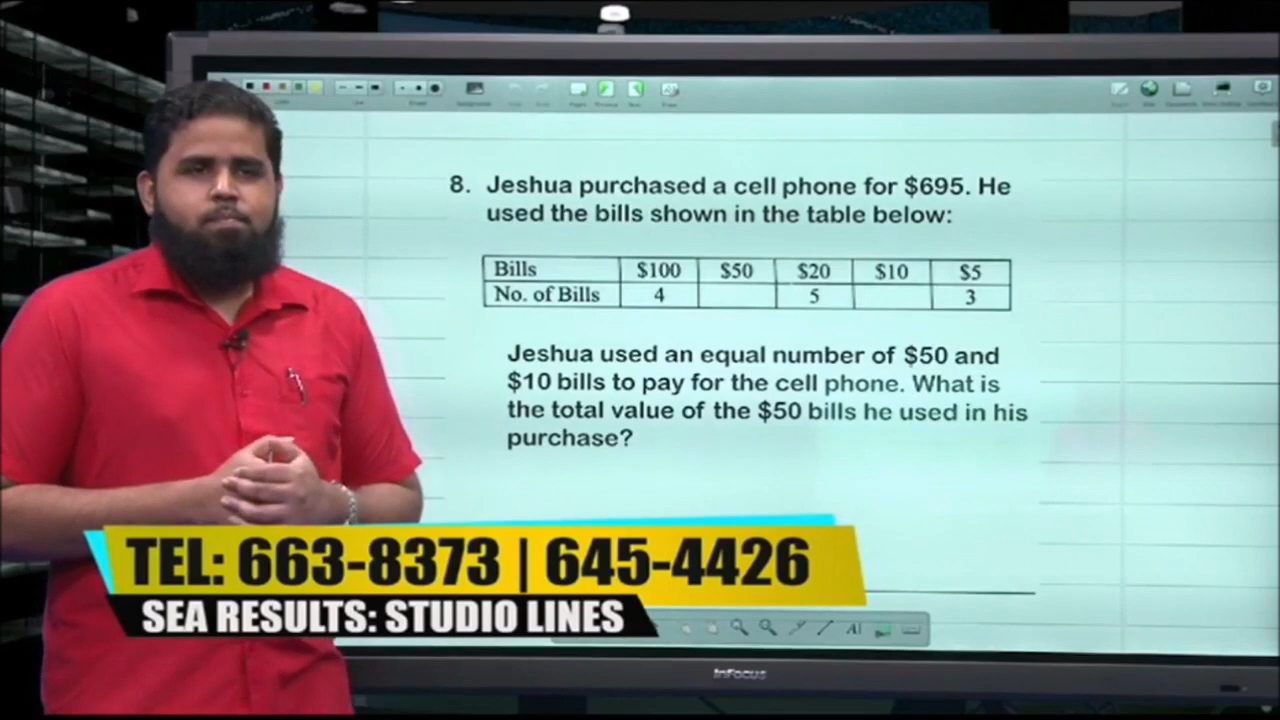 8. Jeshua purchased a cell phone for $695. He
used the bills shown in the table below:
Bills $100 $50 $20 $10 $5
No. of Bills 4 5 3
Jeshua used an equal number of $50 and
$10 bills to pay for the cell phone. What is
the total value of the $50 bills he used in his
purchase?
TEL: 663-8373 | 645-4426
SEA RESULTS: STUDIO LINES
AI
InFocus